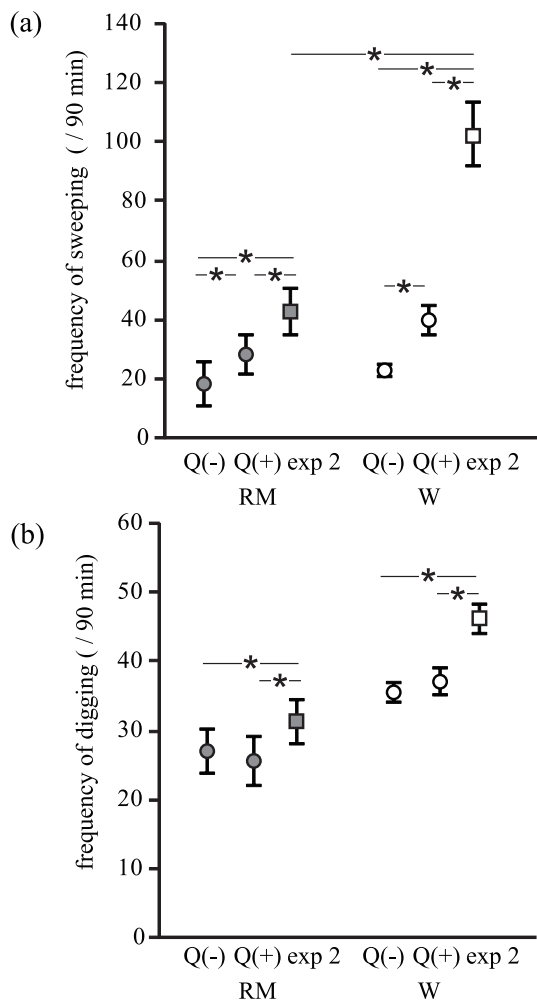 (a)
frequency of sweeping ( / 90 min)
140
120
100
80
60
40
20
0
* * *
* * *
*
Q(-) Q(+) exp 2 Q(-) Q(+) exp 2
RM W
(b)
frequency of digging ( / 90 min)
60
50
40
30
20
10
0
* *
* *
Q(-) Q(+) exp 2 Q(-) Q(+) exp 2
RM W